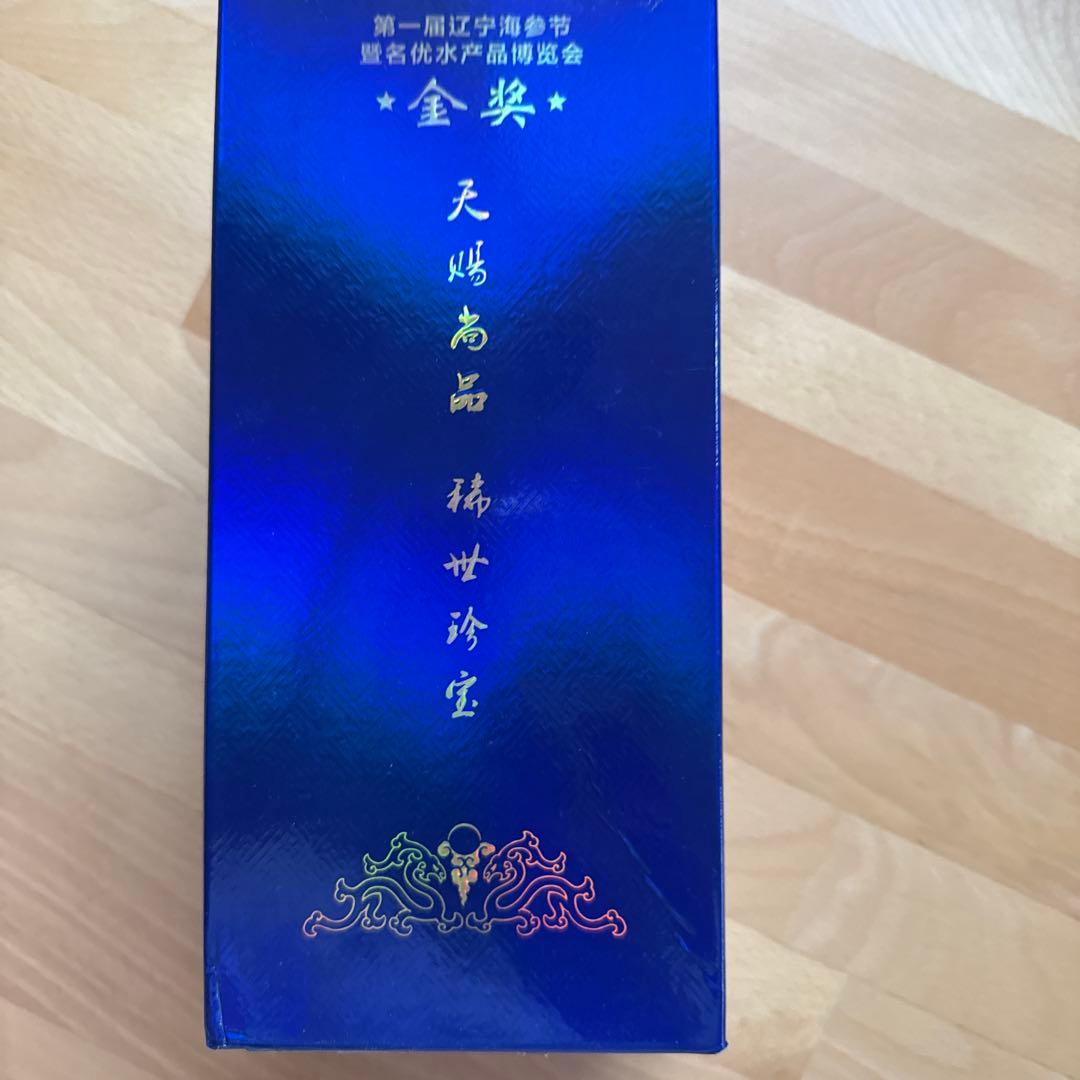 第一届辽宁海参节
暨名优水产品博览会
★金奖★
天赐尚品 稀世珍宝